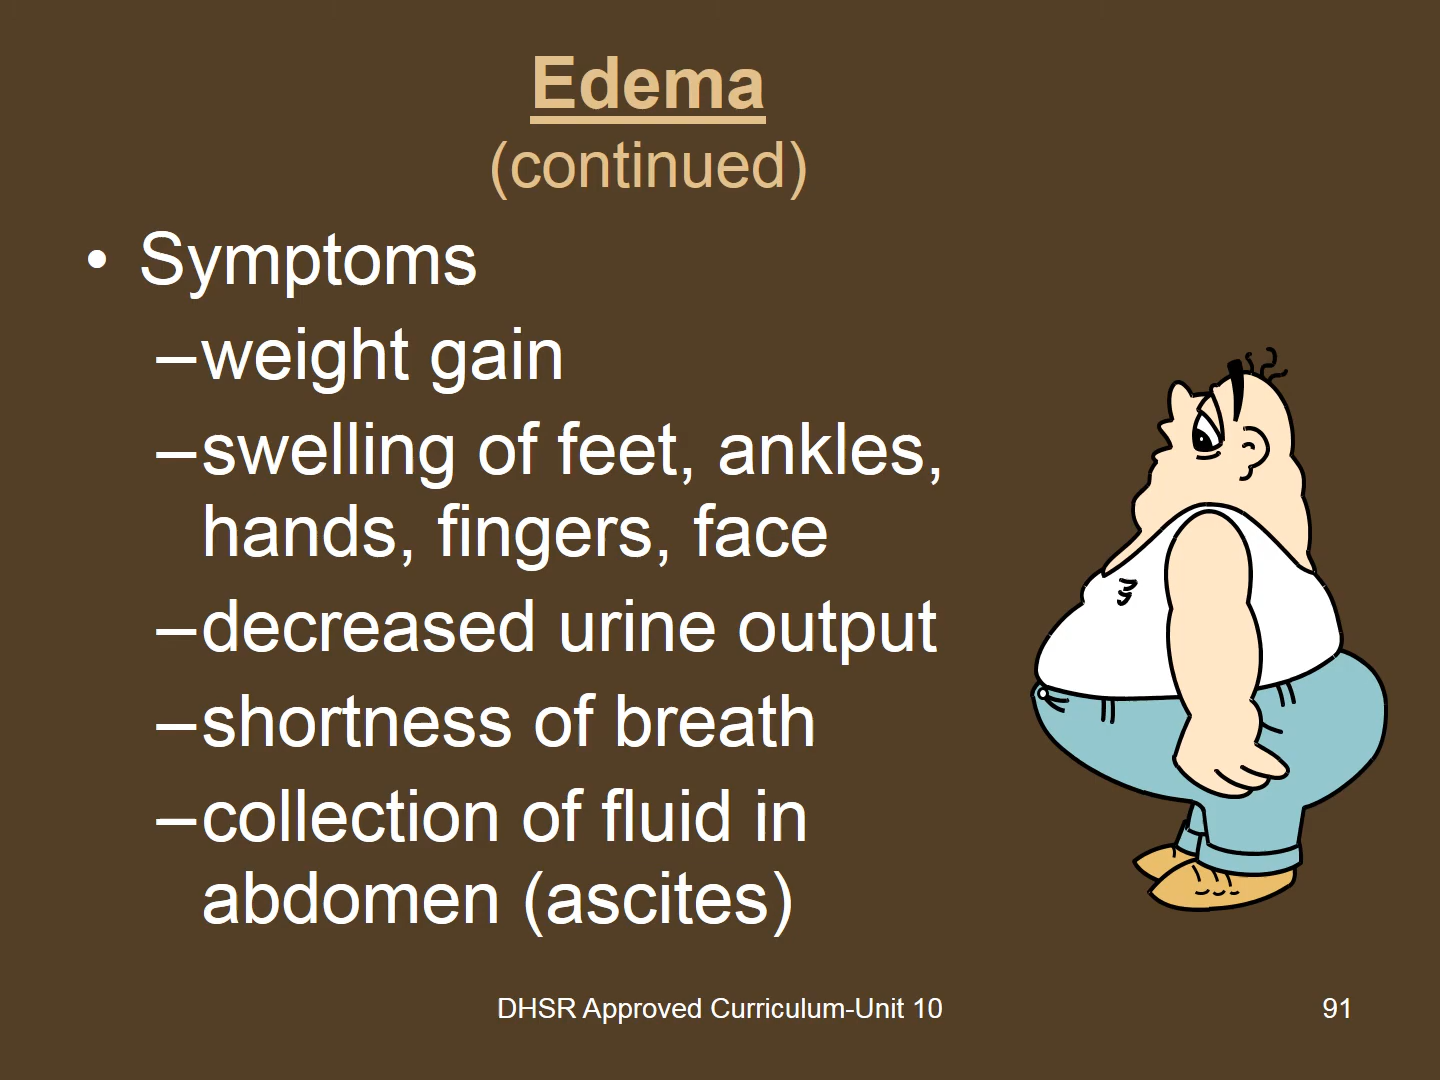 Edema
(continued)
• Symptoms
–weight gain
–swelling of feet, ankles,
hands, fingers, face
–decreased urine output
–shortness of breath
–collection of fluid in
abdomen (ascites)
DHSR Approved Curriculum-Unit 10
91